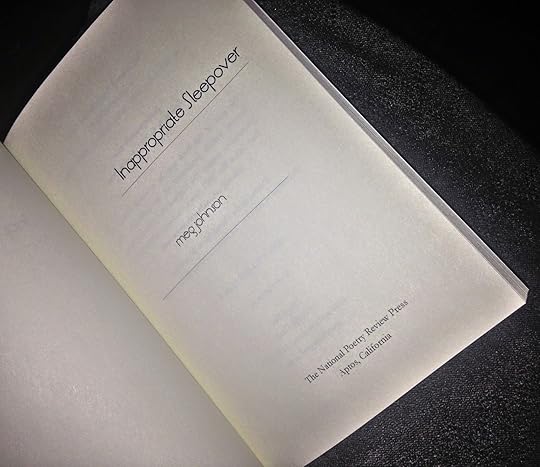 Inappropriate Sleepover
meg johnson
The National Poetry Review Press
Aptos, California